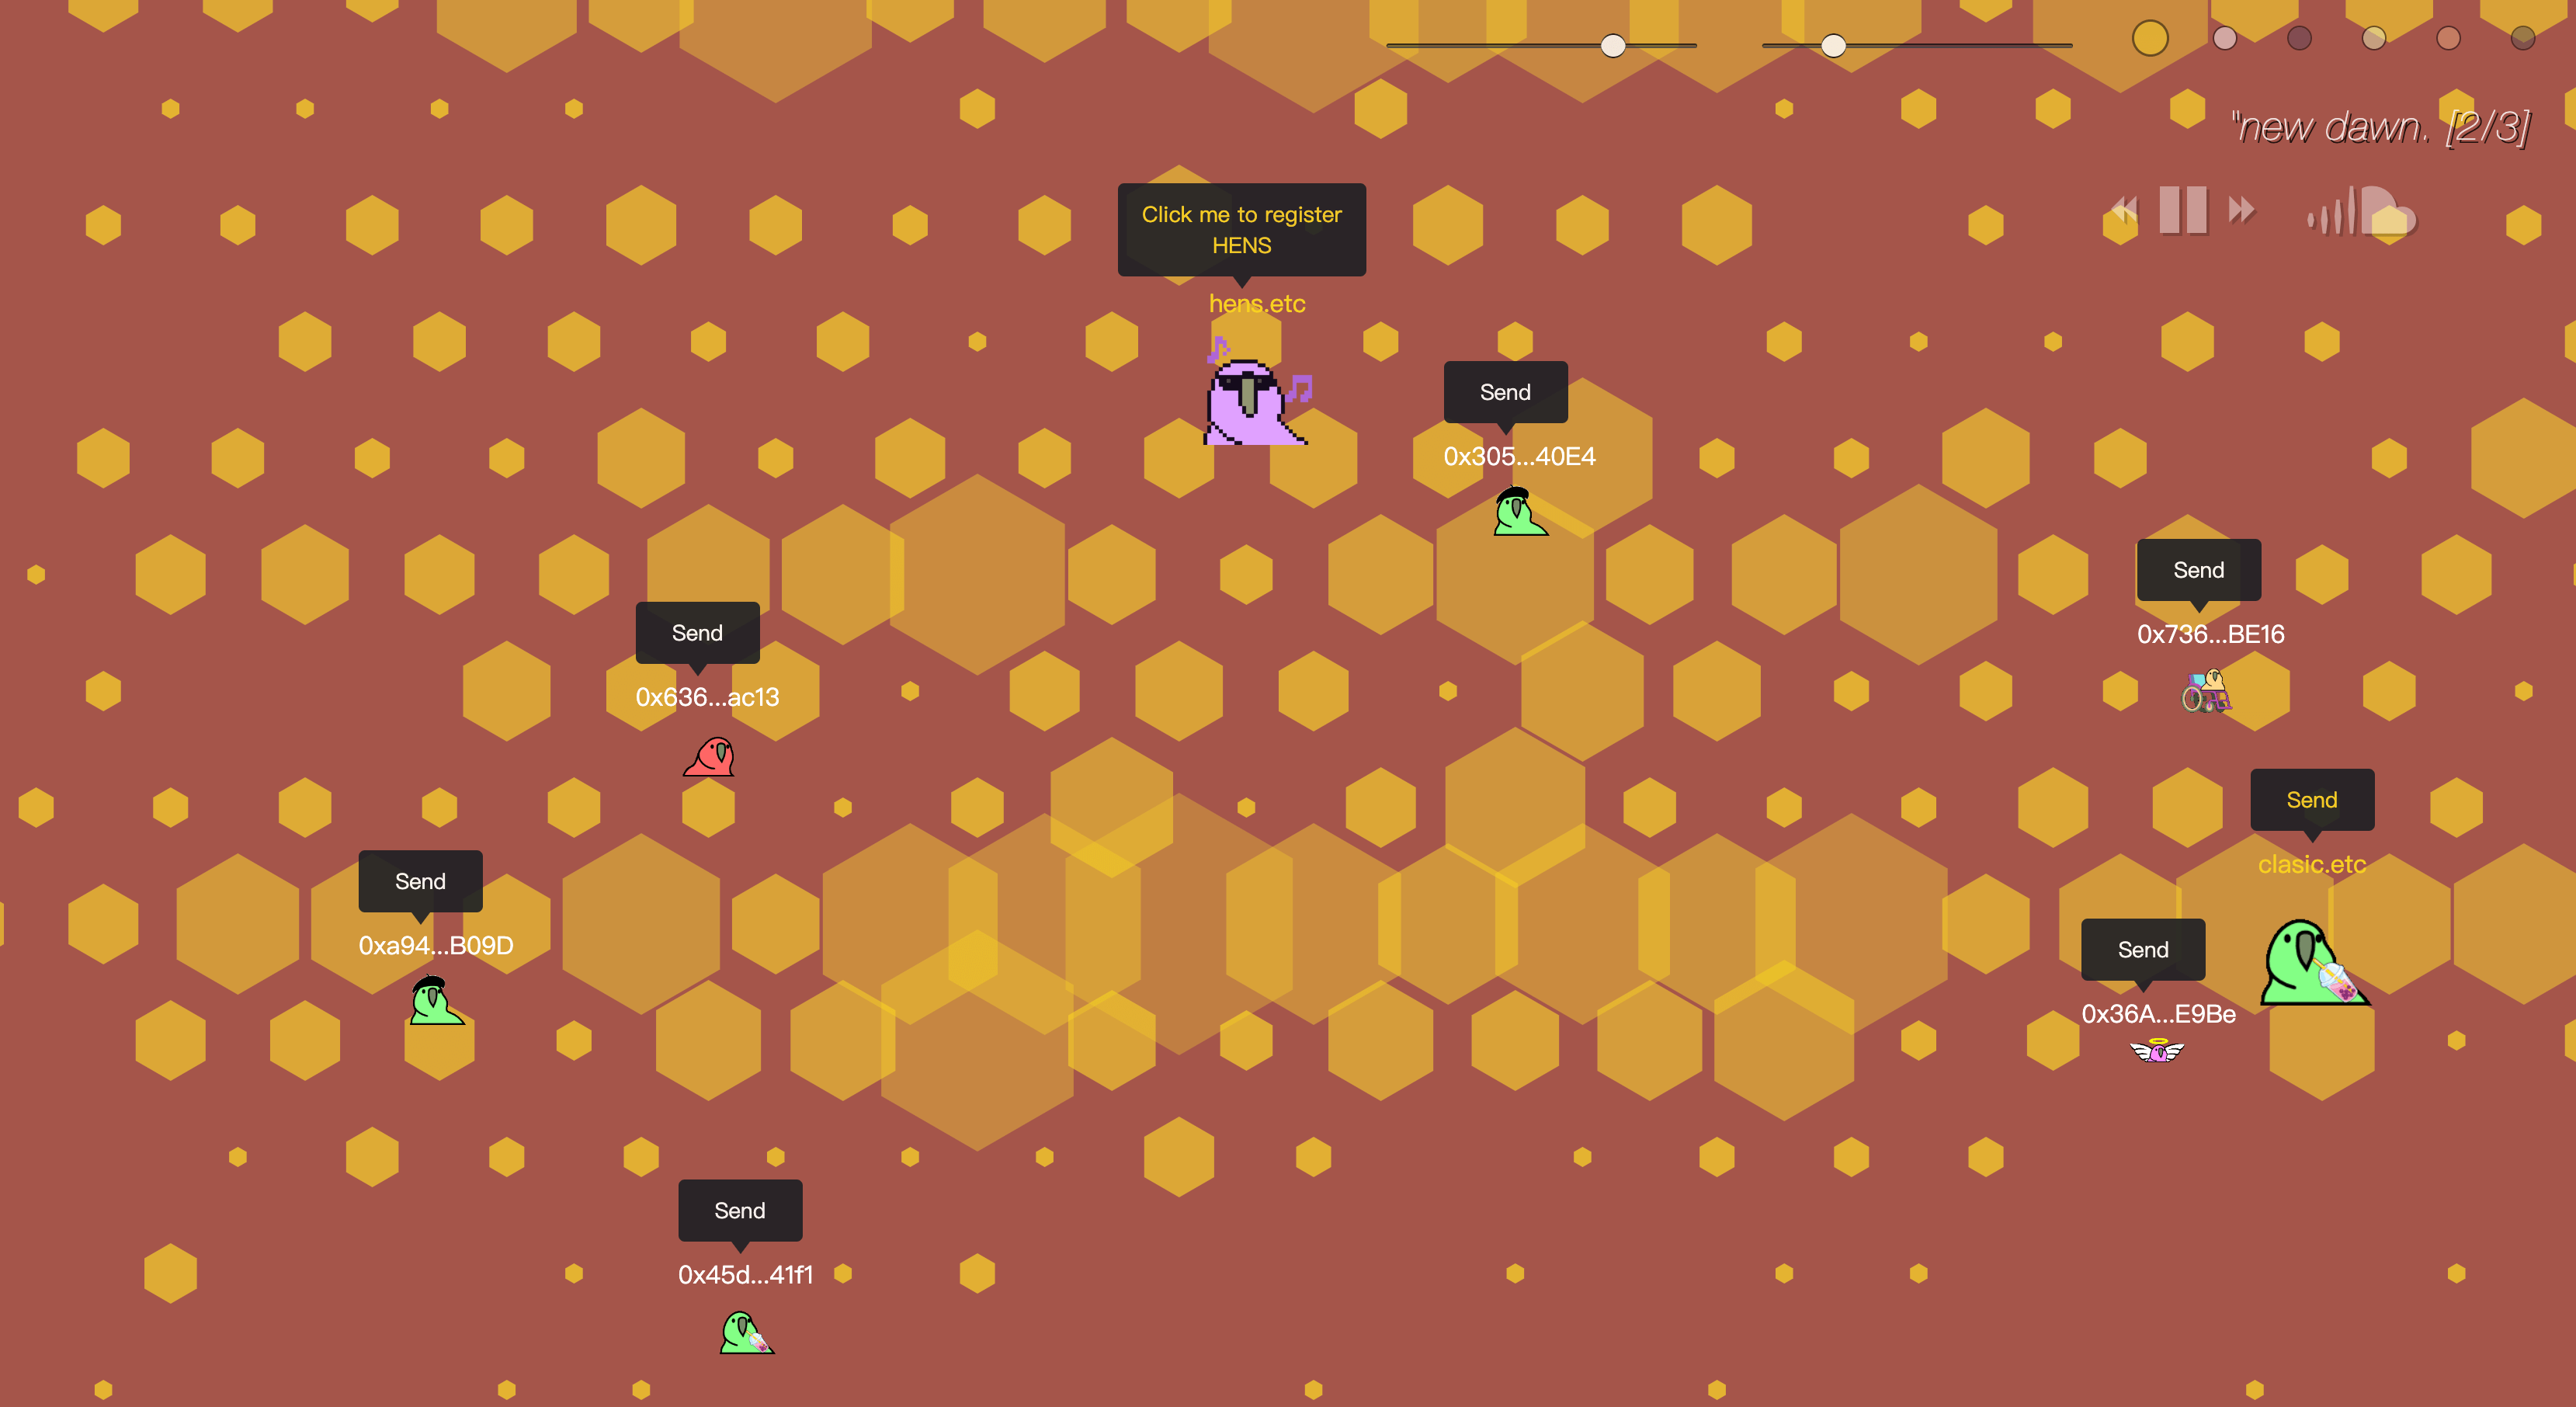 "new dawn. [2/3]
Click me to register
HENS
hens.etc
Send
0x305...40E4
Send
0x736...BE16
Send
0x636...ac13
Send
clasic.etc
Send
0xa94...B09D
Send
0x36A...E9Be
Send
0x45d...41f1